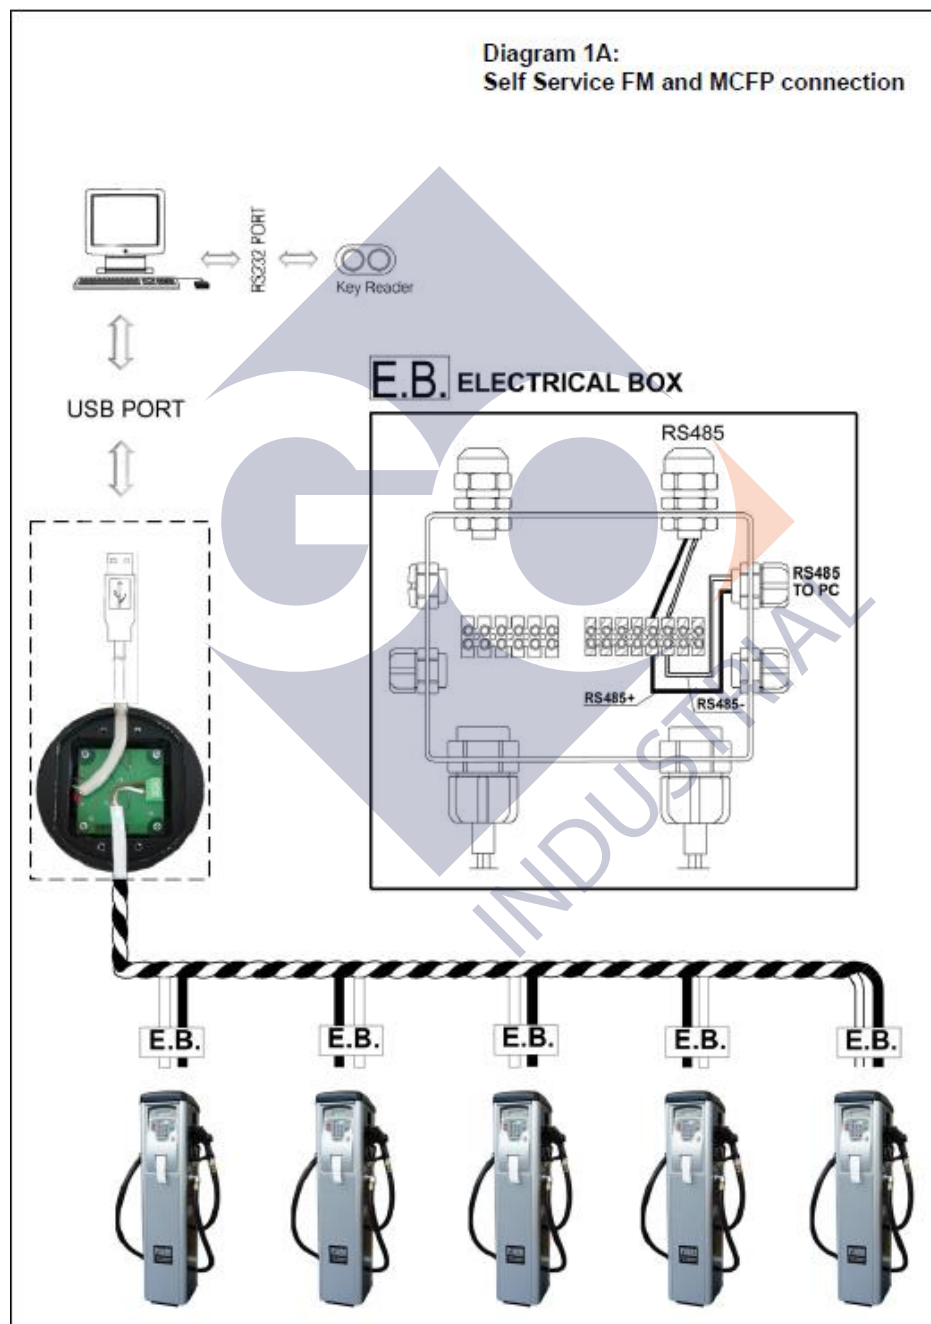 Diagram 1A:
Self Service FM and MCFP connection
RS232 PORT
Key Reader
USB PORT
E.B. ELECTRICAL BOX
RS485
RS485
TO PC
RS485+
RS485-
INDUSTRIAL
E.B.
E.B.
E.B.
E.B.
E.B.